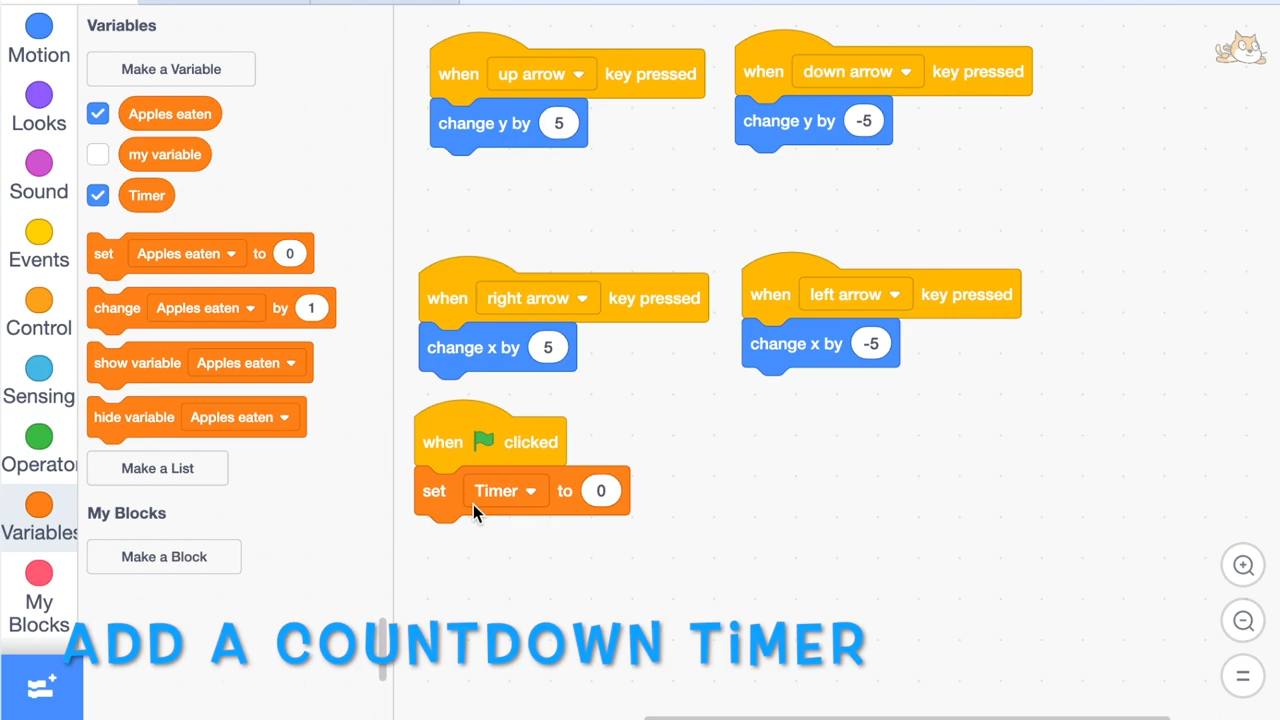 Motion
Looks
Sound
Events
Control
Sensing
Operato
Variables
My
Blocks
Variables
Make a Variable
Apples eaten
my variable
Timer
set Apples eaten to 0
change Apples eaten by 1
show variable Apples eaten
hide variable Apples eaten
Make a List
My Blocks
Make a Block
when up arrow key pressed
change y by 5
when down arrow key pressed
change y by -5
when right arrow key pressed
change x by 5
when left arrow key pressed
change x by -5
when clicked
set Timer to 0
ADD A COUNTDOWN TiMER